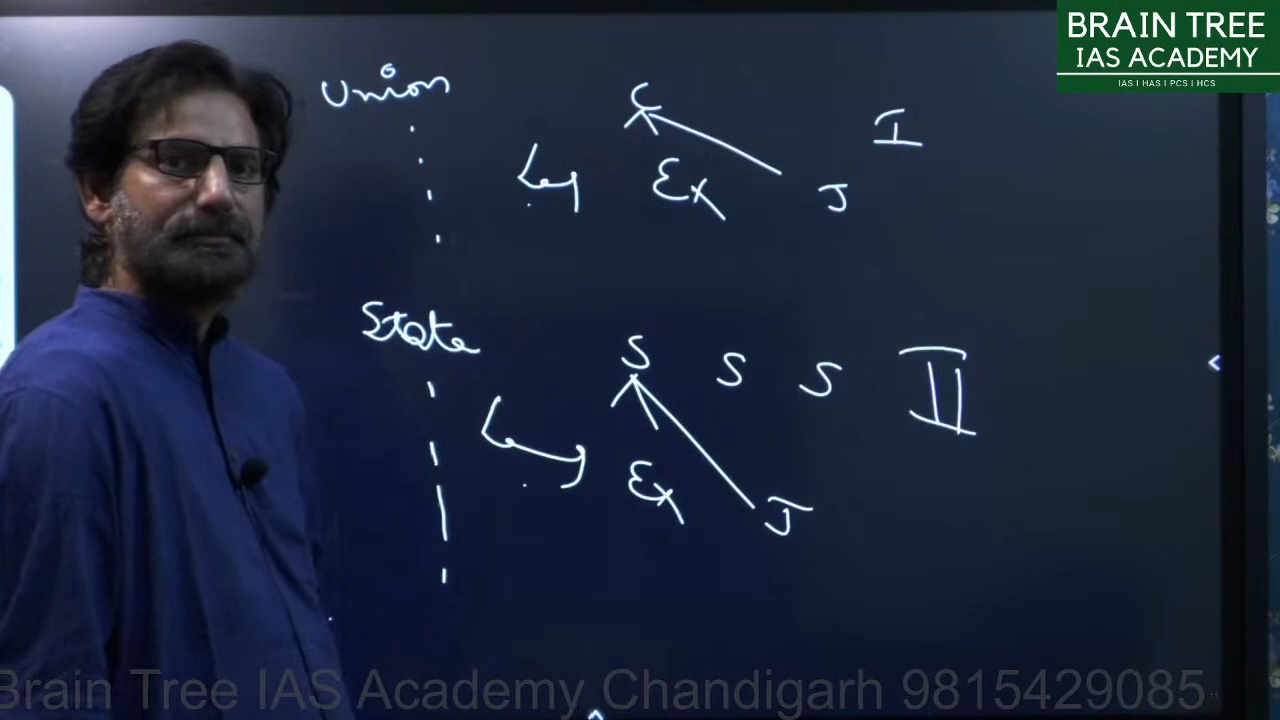 BRAIN TREE
IAS ACADEMY
IAS I HAS I PCS I HCS
Union C I
Leg Ex J
State S S S II
Leg Ex J
Brain Tree IAS Academy Chandigarh 9815429085